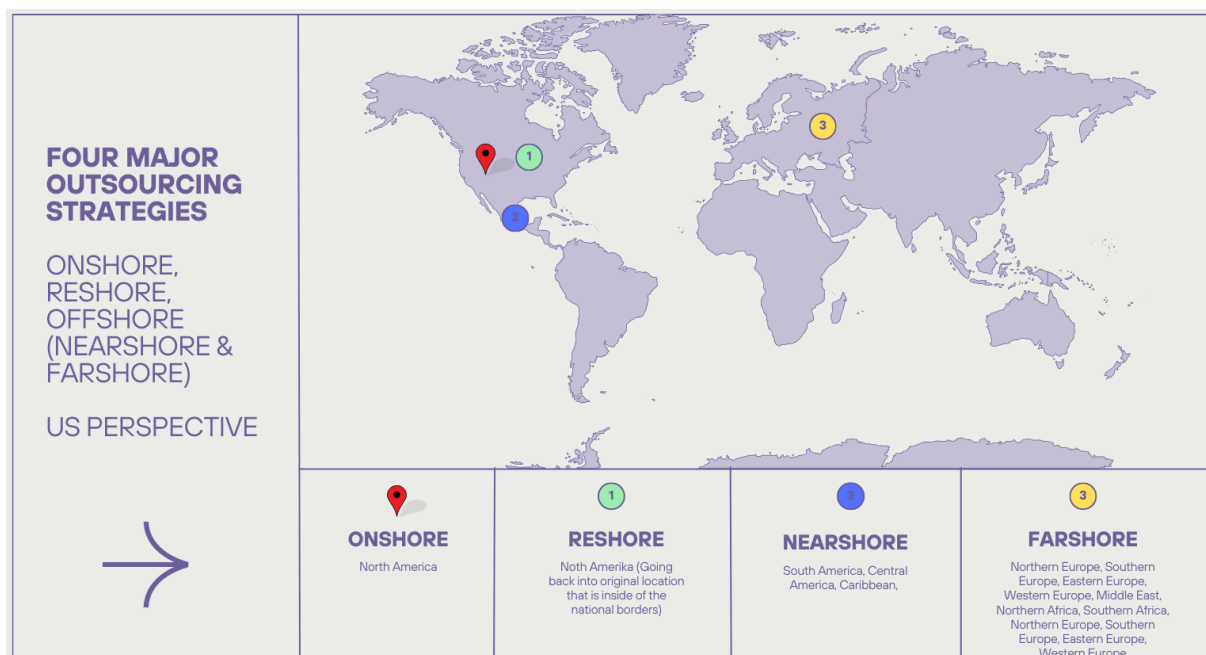 FOUR MAJOR
OUTSOURCING
STRATEGIES
ONSHORE,
RESHORE,
OFFSHORE
(NEARSHORE &
FARSHORE)
US PERSPECTIVE
1
2
3
ONSHORE
North America
1
RESHORE
Noth Amerika (Going
back into original location
that is inside of the
national borders)
2
NEARSHORE
South America, Central
America, Caribbean,
3
FARSHORE
Northern Europe, Southern
Europe, Eastern Europe,
Western Europe, Middle East,
Northern Africa, Southern Africa,
Northern Europe, Southern
Europe, Eastern Europe,
Western Europe